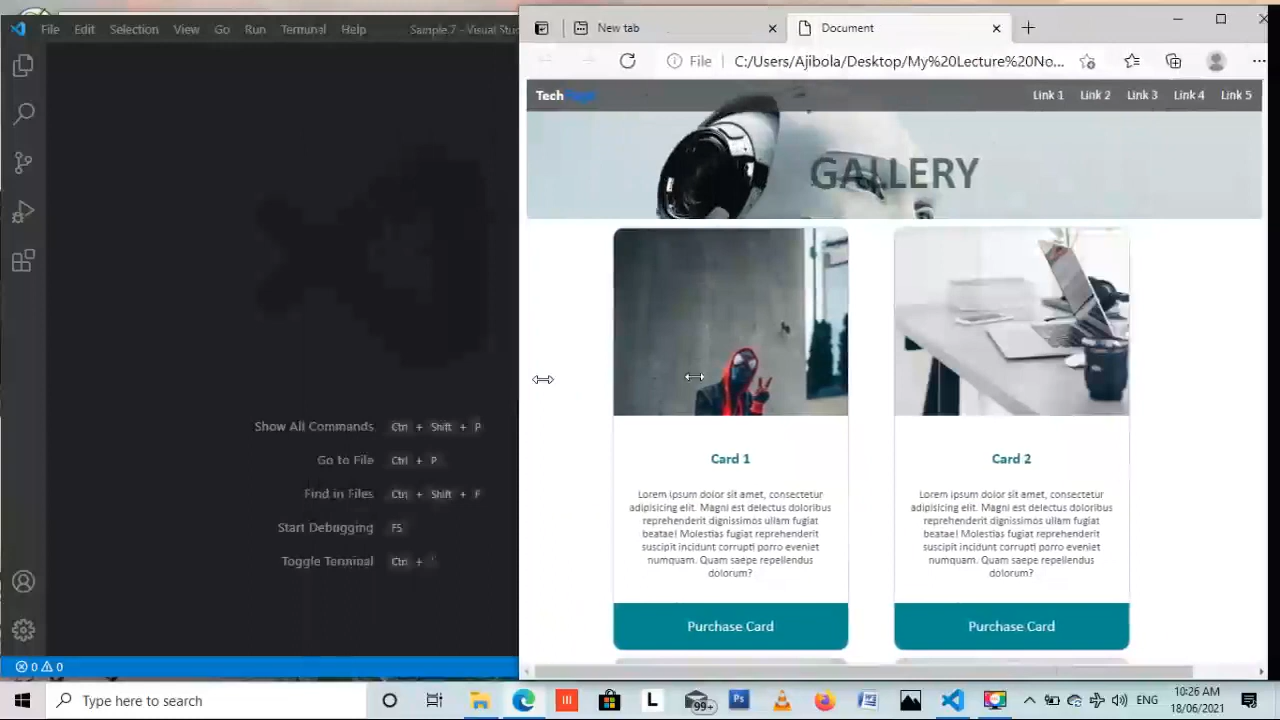 File Edit Selection View Go Run Terminal Help Sample 7 - Visual Stu
New tab
Document
File C:/Users/Ajibola/Desktop/My%20Lecture%20No...
Tech
Link 1 Link 2 Link 3 Link 4 Link 5
GALLERY
Card 1
Lorem ipsum dolor sit amet, consectetur
adipisicing elit. Magni est delectus doloribus
reprehenderit dignissimos ullam fugiat
beatae! Molestias fugiat reprehenderit
suscipit incidunt corrupti porro eveniet
numquam. Quam saepe repellendus
dolorum?
Purchase Card
Card 2
Lorem ipsum dolor sit amet, consectetur
adipisicing elit. Magni est delectus doloribus
reprehenderit dignissimos ullam fugiat
beatae! Molestias fugiat reprehenderit
suscipit incidunt corrupti porro eveniet
numquam. Quam saepe repellendus
dolorum?
Purchase Card
Show All Commands Ctrl + Shift + P
Go to File Ctrl + P
Find in Files Ctrl + Shift + F
Start Debugging F5
Toggle Terminal Ctrl + `
0 0
Type here to search
L
99+
Ps
ENG
10:26 AM
18/06/2021